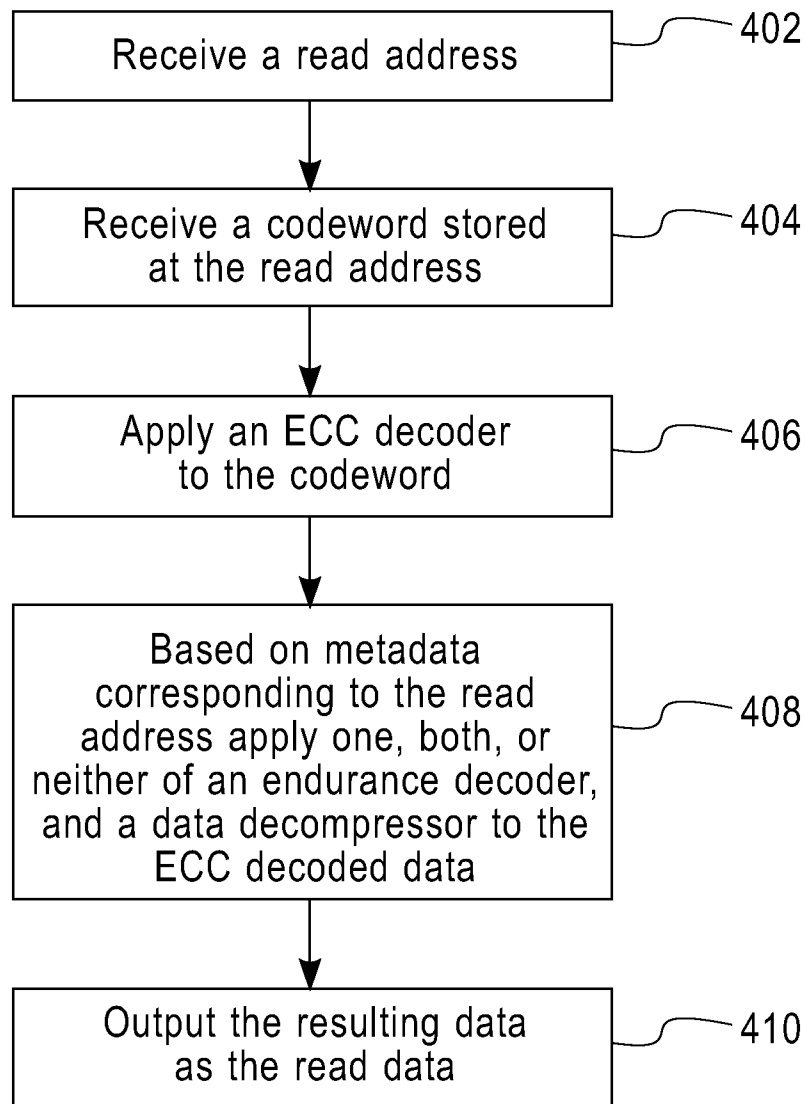 Receive a read address
402
Receive a codeword stored
at the read address
404
Apply an ECC decoder
to the codeword
406
Based on metadata
corresponding to the read
address apply one, both, or
neither of an endurance decoder,
and a data decompressor to the
ECC decoded data
408
Output the resulting data
as the read data
410